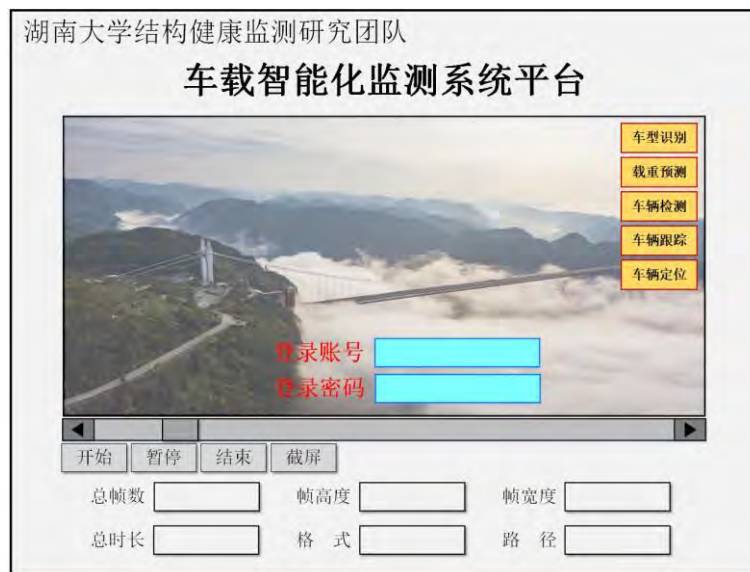 湖南大学结构健康监测研究团队
车载智能化监测系统平台
车型识别
载重预测
车辆检测
车辆跟踪
车辆定位
登录账号
登录密码
开始 暂停 结束 截屏
总帧数 帧高度 帧宽度
总时长 格 式 路 径